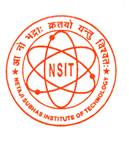 आ नो भद्राः क्रतवो यन्तु विश्वतः
NSIT
NETAJI SUBHAS INSTITUTE OF TECHNOLOGY